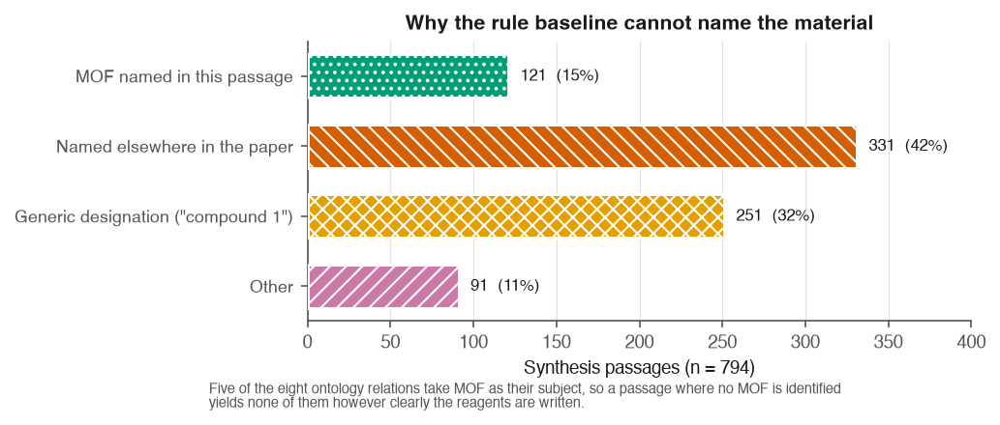 Why the rule baseline cannot name the material
MOF named in this passage
121 (15%)
Named elsewhere in the paper
331 (42%)
Generic designation ("compound 1")
251 (32%)
Other
91 (11%)
0 50 100 150 200 250 300 350 400
Synthesis passages (n = 794)
Five of the eight ontology relations take MOF as their subject, so a passage where no MOF is identified
yields none of them however clearly the reagents are written.